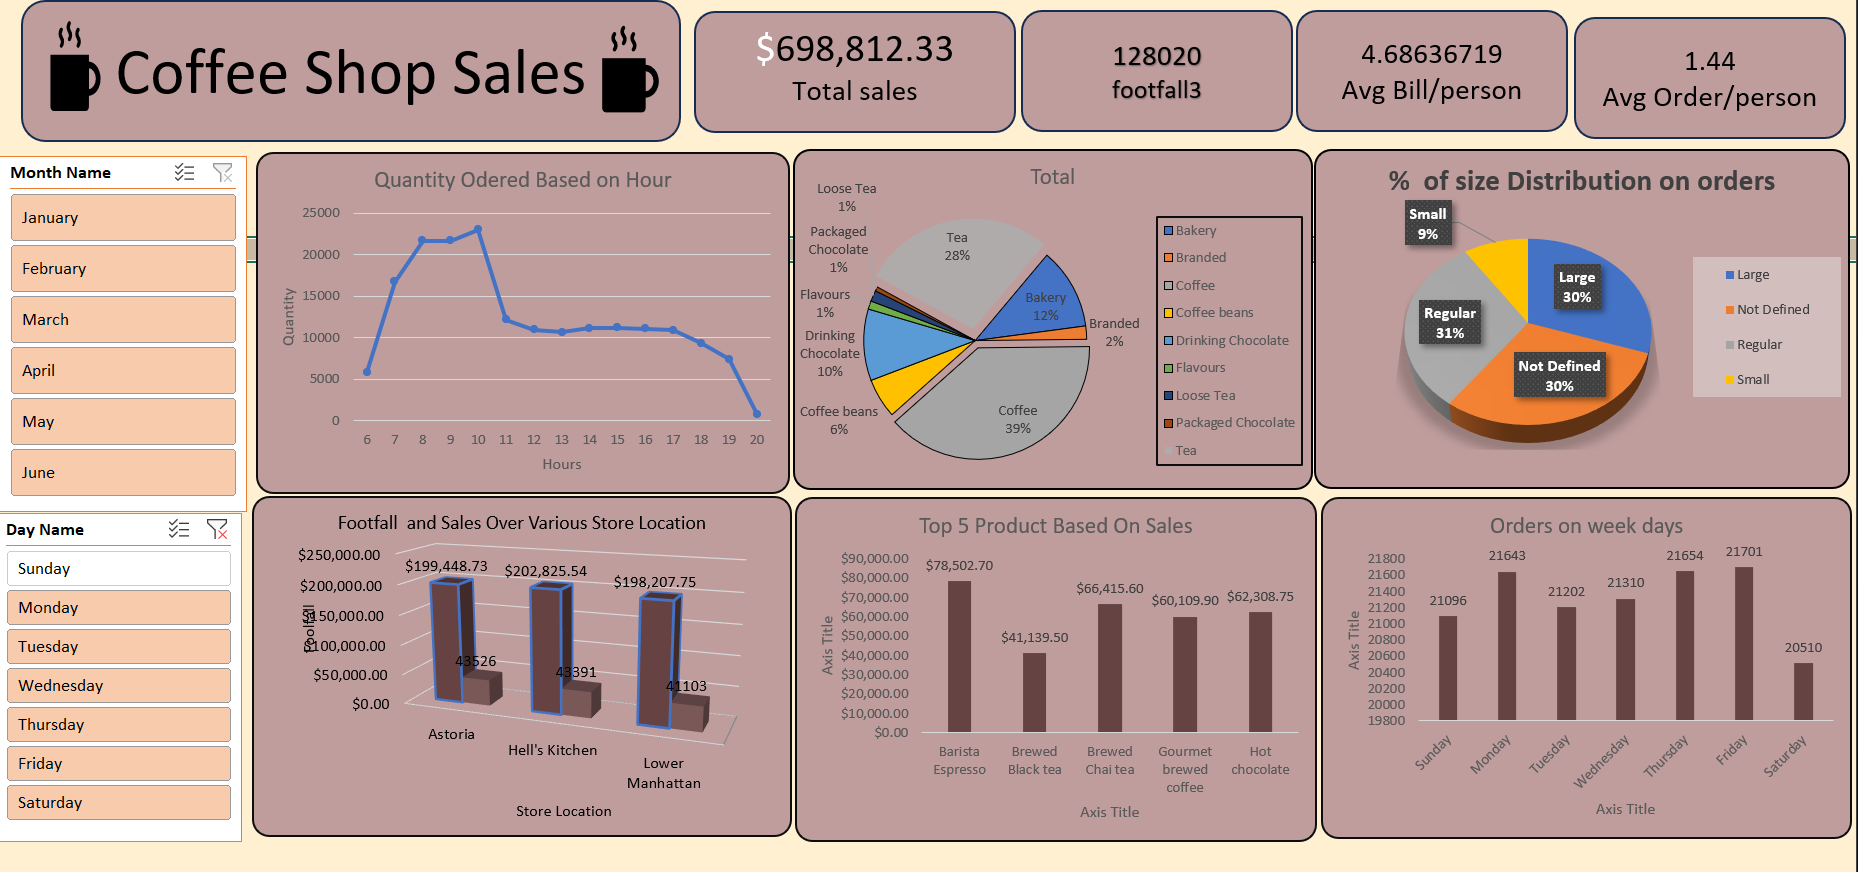 Coffee Shop Sales
$698,812.33
Total sales
128020
footfall3
4.68636719
Avg Bill/person
1.44
Avg Order/person
Month Name
January
February
March
April
May
June
Day Name
Sunday
Monday
Tuesday
Wednesday
Thursday
Friday
Saturday
Quantity Odered Based on Hour
Quantity
25000
20000
15000
10000
5000
0
6 7 8 9 10 11 12 13 14 15 16 17 18 19 20
Hours
Total
Loose Tea
1%
Packaged
Chocolate
1%
Flavours
1%
Drinking
Chocolate
10%
Coffee beans
6%
Tea
28%
Bakery
12%
Branded
2%
Coffee
39%
Bakery
Branded
Coffee
Coffee beans
Drinking Chocolate
Flavours
Loose Tea
Packaged Chocolate
Tea
% of size Distribution on orders
Small
9%
Large
30%
Regular
31%
Not Defined
30%
Large
Not Defined
Regular
Small
Footfall and Sales Over Various Store Location
Footfall
$250,000.00
$200,000.00
$150,000.00
$100,000.00
$50,000.00
$0.00
$199,448.73
$202,825.54
$198,207.75
43526
43391
41103
Astoria
Hell's Kitchen
Lower
Manhattan
Store Location
Top 5 Product Based On Sales
Axis Title
$90,000.00
$80,000.00
$70,000.00
$60,000.00
$50,000.00
$40,000.00
$30,000.00
$20,000.00
$10,000.00
$0.00
$78,502.70
$41,139.50
$66,415.60
$60,109.90
$62,308.75
Barista
Espresso
Brewed
Black tea
Brewed
Chai tea
Gourmet
brewed
coffee
Hot
chocolate
Axis Title
Orders on week days
Axis Title
21800
21600
21400
21200
21000
20800
20600
20400
20200
20000
19800
21096
21643
21202
21310
21654
21701
20510
Sunday
Monday
Tuesday
Wednesday
Thursday
Friday
Saturday
Axis Title